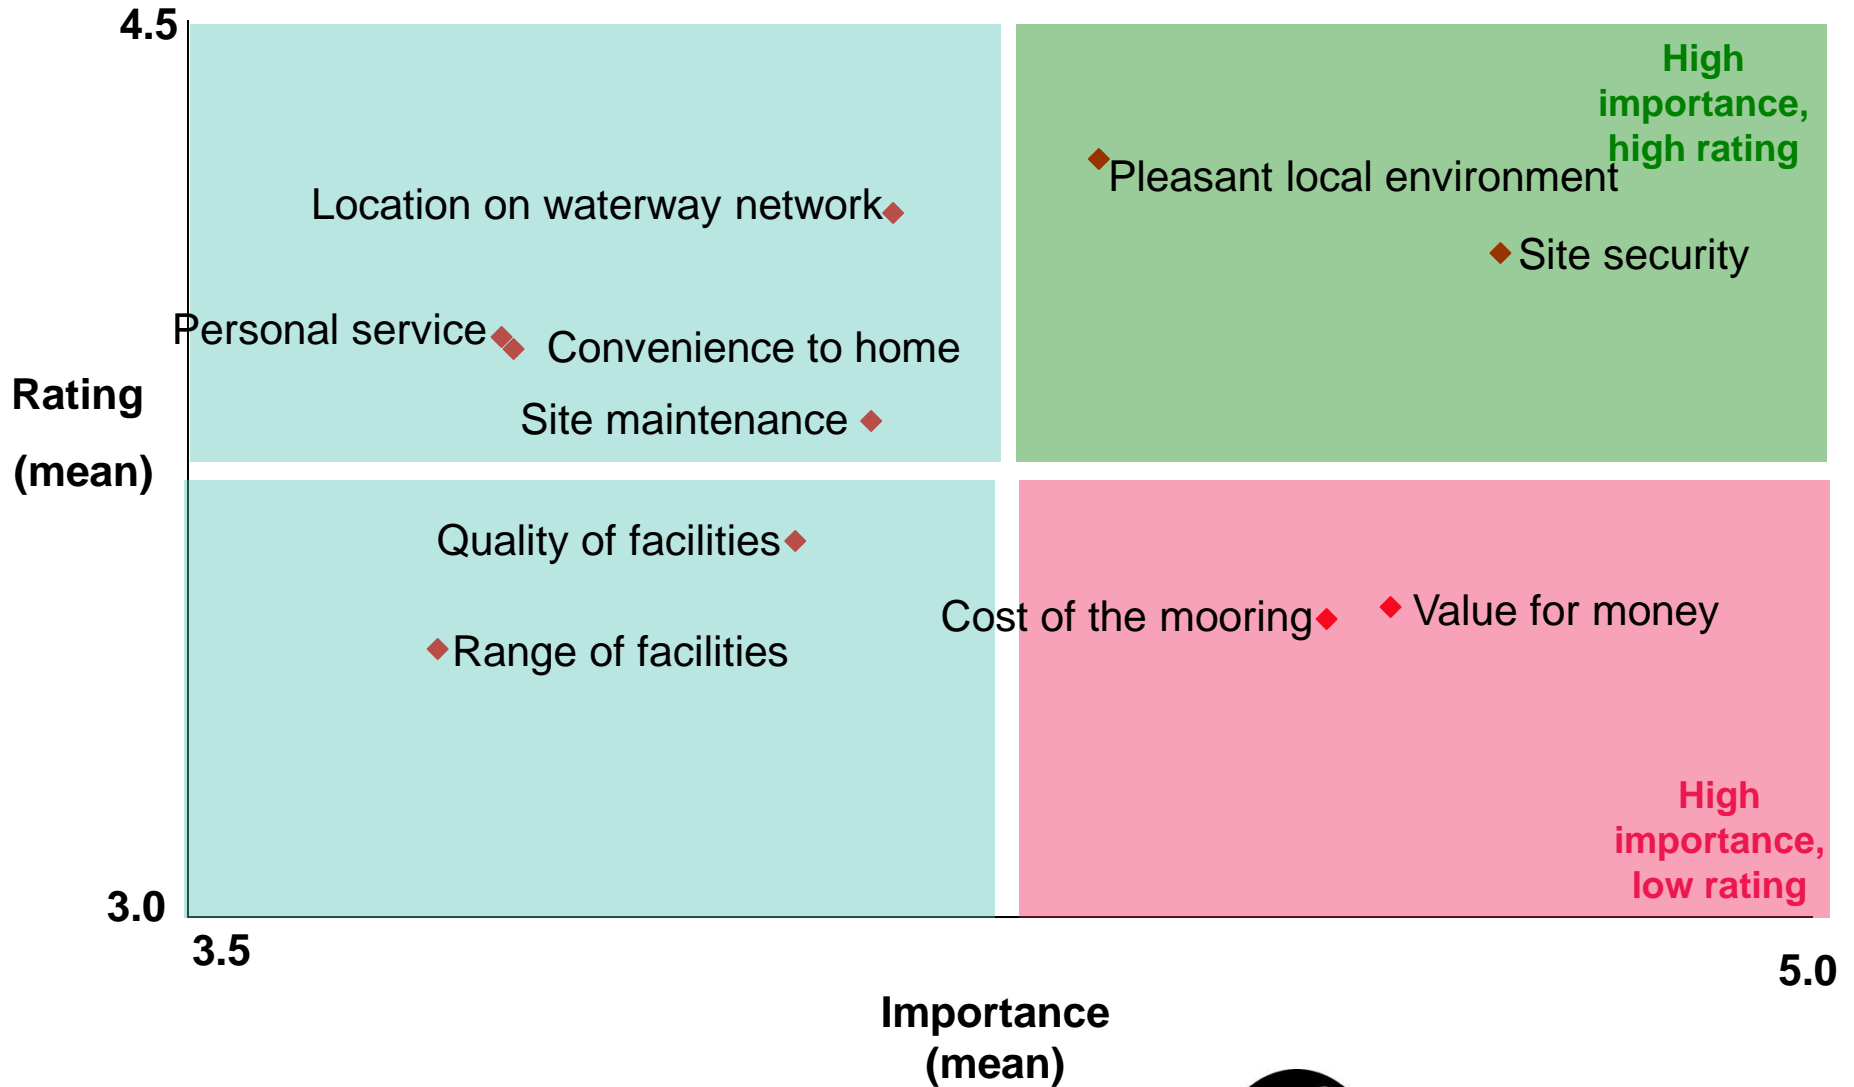 4.5
High
importance,
high rating
Pleasant local environment
Location on waterway network
Site security
Personal service
Convenience to home
Rating
(mean)
Site maintenance
Quality of facilities
Cost of the mooring
Value for money
Range of facilities
High
importance,
low rating
3.0
3.5
5.0
Importance
(mean)